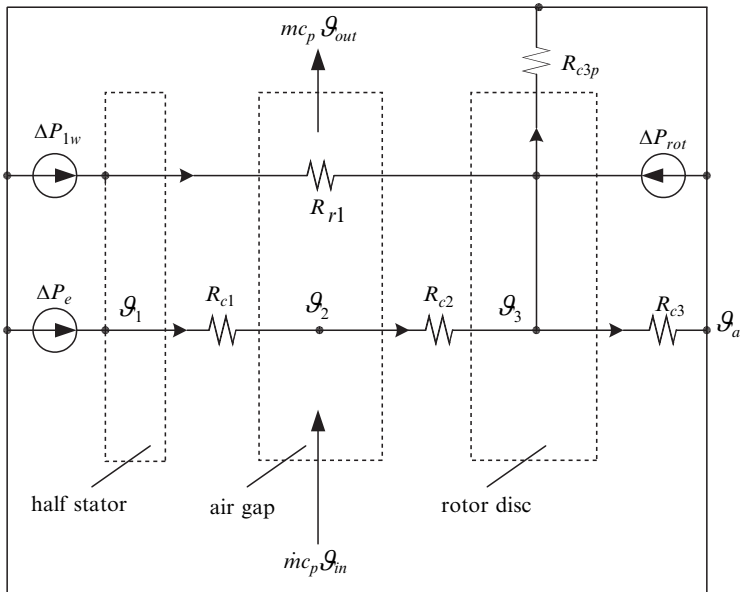 mc_p ϑ_out
R_c3p
ΔP_1w
ΔP_rot
R_r1
ΔP_e
ϑ_1
R_c1
ϑ_2
R_c2
ϑ_3
R_c3
ϑ_a
half stator
air gap
rotor disc
ṁc_p ϑ_in